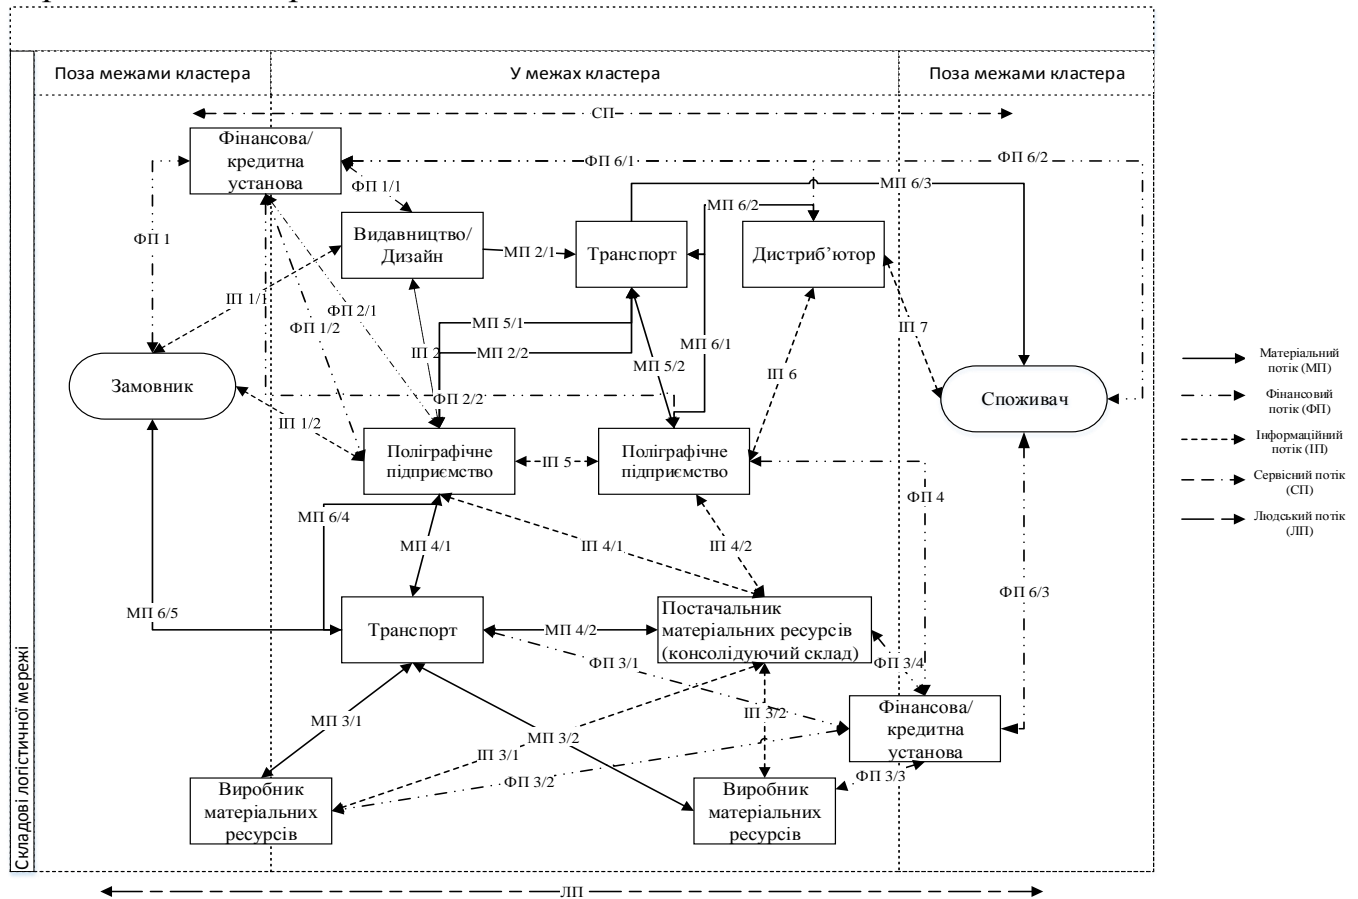 Поза межами кластера
У межах кластера
Поза межами кластера
СП
Фінансова/
кредитна
установа
ФП 6/1
ФП 6/2
ФП 1/1
МП 6/3
МП 6/2
Видавництво/
Дизайн
ФП 1
МП 2/1
Транспорт
Дистриб’ютор
ІП 1/1
ФП 2/1
ФП 1/2
МП 5/1
ІП 7
МП 6/1
ІП 2
МП 2/2
МП 5/2
ІП 6
Замовник
Споживач
ФП 2/2
ІП 1/2
Поліграфічне
підприємство
ІП 5
Поліграфічне
підприємство
ФП 4
МП 6/4
МП 4/1
ІП 4/1
ІП 4/2
ФП 6/3
МП 6/5
Транспорт
МП 4/2
Постачальник
матеріальних ресурсів
(консолідуючий склад)
ФП 3/1
ФП 3/4
МП 3/1
ІП 3/1
МП 3/2
ІП 3/2
Фінансова/
кредитна
установа
ФП 3/2
ФП 3/3
Виробник
матеріальних
ресурсів
Виробник
матеріальних
ресурсів
Складові логістичної мережі
ЛП
Матеріальний
потік (МП)
Фінансовий
потік (ФП)
Інформаційний
потік (ІП)
Сервісний потік
(СП)
Людський потік
(ЛП)